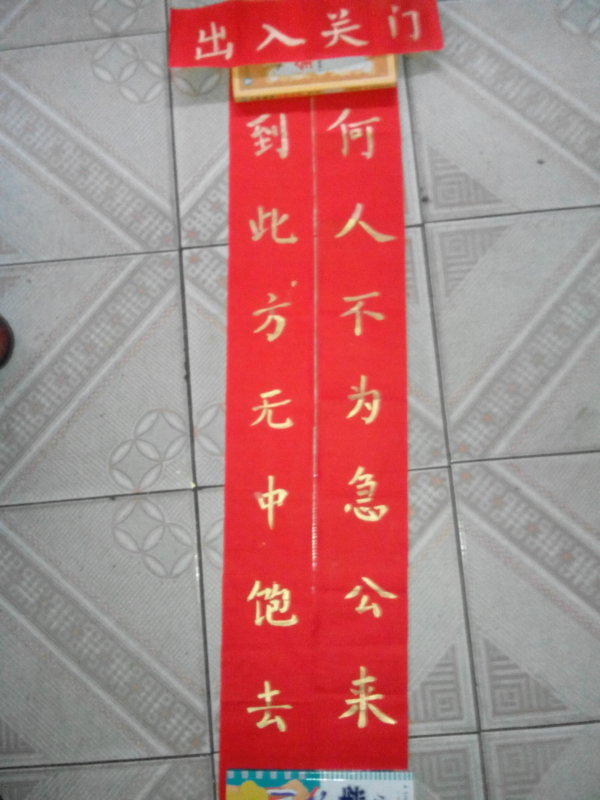 出入关门
何人不为急公来
到此方无中饱去